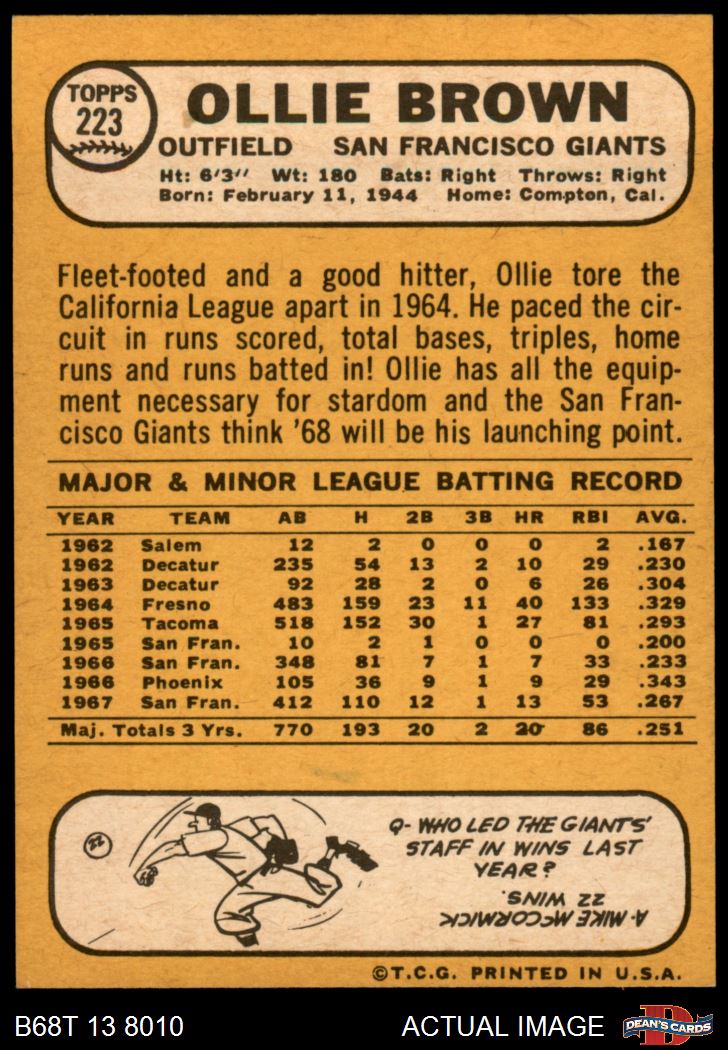 TOPPS
223
OLLIE BROWN
OUTFIELD SAN FRANCISCO GIANTS
Ht: 6'3" Wt: 180 Bats: Right Throws: Right
Born: February 11, 1944 Home: Compton, Cal.
Fleet-footed and a good hitter, Ollie tore the
California League apart in 1964. He paced the cir-
cuit in runs scored, total bases, triples, home
runs and runs batted in! Ollie has all the equip-
ment necessary for stardom and the San Fran-
cisco Giants think '68 will be his launching point.
MAJOR & MINOR LEAGUE BATTING RECORD
YEAR TEAM AB H 2B 3B HR RBI AVG.
1962 Salem 12 2 0 0 0 2 .167
1962 Decatur 235 54 13 2 10 29 .230
1963 Decatur 92 28 2 0 6 26 .304
1964 Fresno 483 159 23 11 40 133 .329
1965 Tacoma 518 152 30 1 27 81 .293
1965 San Fran. 10 2 1 0 0 0 .200
1966 San Fran. 348 81 7 1 7 33 .233
1966 Phoenix 105 36 9 1 9 29 .343
1967 San Fran. 412 110 12 1 13 53 .267
Maj. Totals 3 Yrs. 770 193 20 2 20 86 .251
22
Q- WHO LED THE GIANTS'
STAFF IN WINS LAST
YEAR?
A- MIKE McCORMICK
22 WINS.
©T.C.G. PRINTED IN U.S.A.
B68T 13 8010 ACTUAL IMAGE
DEAN'S CARDS